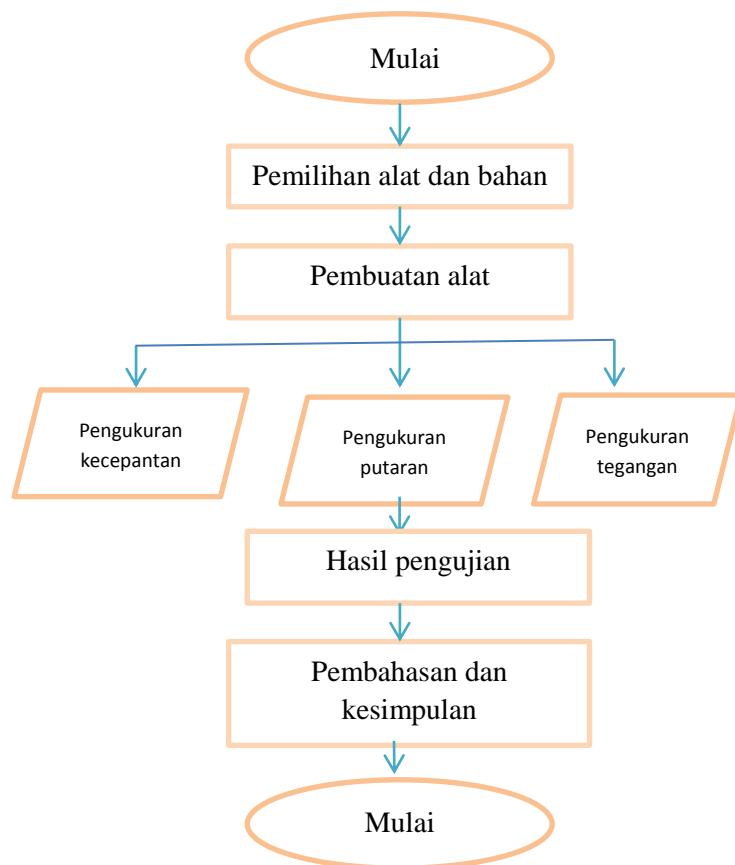 Mulai
Pemilihan alat dan bahan
Pembuatan alat
Pengukuran
kecepantan
Pengukuran
putaran
Pengukuran
tegangan
Hasil pengujian
Pembahasan dan
kesimpulan
Mulai